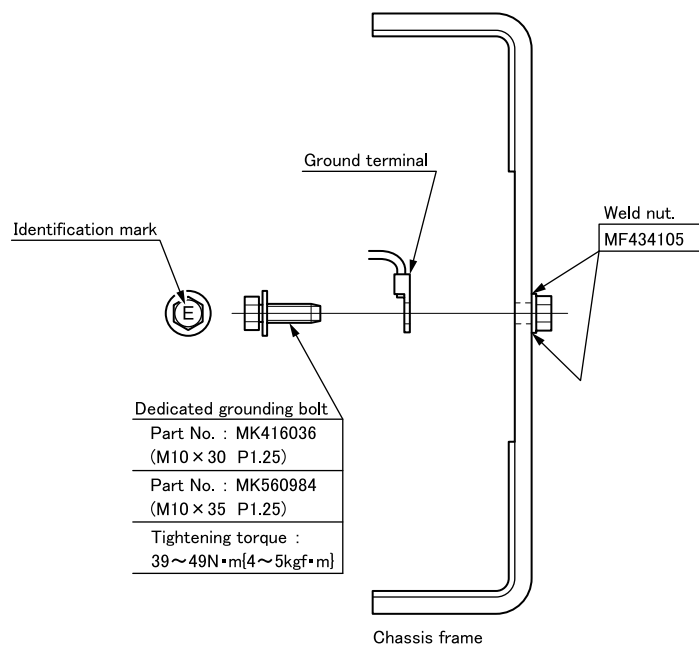 Ground terminal
Weld nut.
MF434105
Identification mark
E
Dedicated grounding bolt
Part No. : MK416036
(M10×30 P1.25)
Part No. : MK560984
(M10×35 P1.25)
Tightening torque :
39～49N･m{4～5kgf･m}
Chassis frame